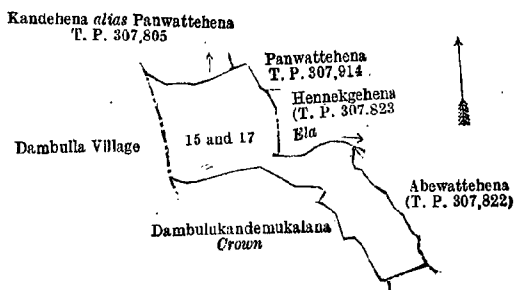 Kandehena alias Panwattehena
T. P. 307,805
Panwattehena
T. P. 307,914
Hennekgehena
(T. P. 307.823
Ela
15 and 17
Dambulla Village
Abewattehena
(T. P. 307,822)
Dambulukandemukalana
Crown